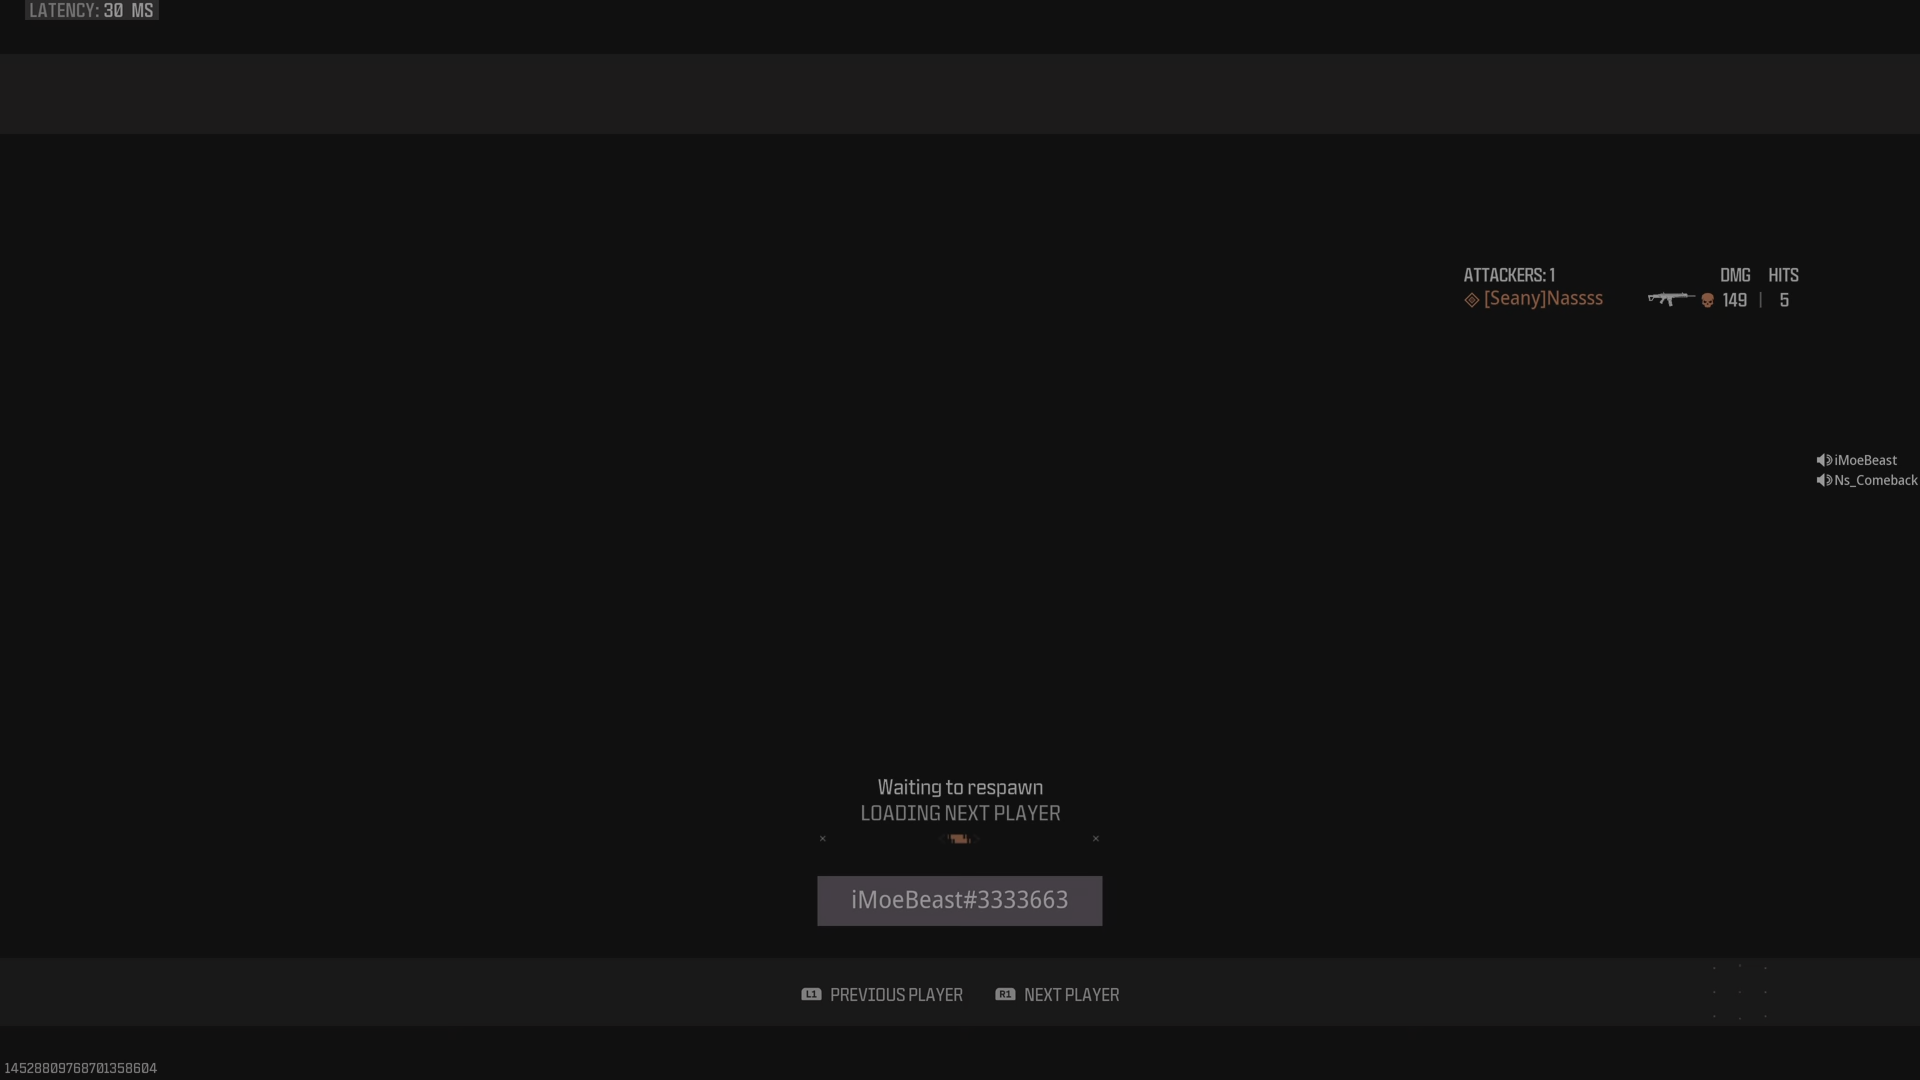 LATENCY: 30 MS
ATTACKERS: 1 DMG HITS
[Seany]Nassss 149 | 5
iMoeBeast
Ns_Comeback
Waiting to respawn
LOADING NEXT PLAYER
iMoeBeast#3333663
L1 PREVIOUS PLAYER R1 NEXT PLAYER
14528809768701358604